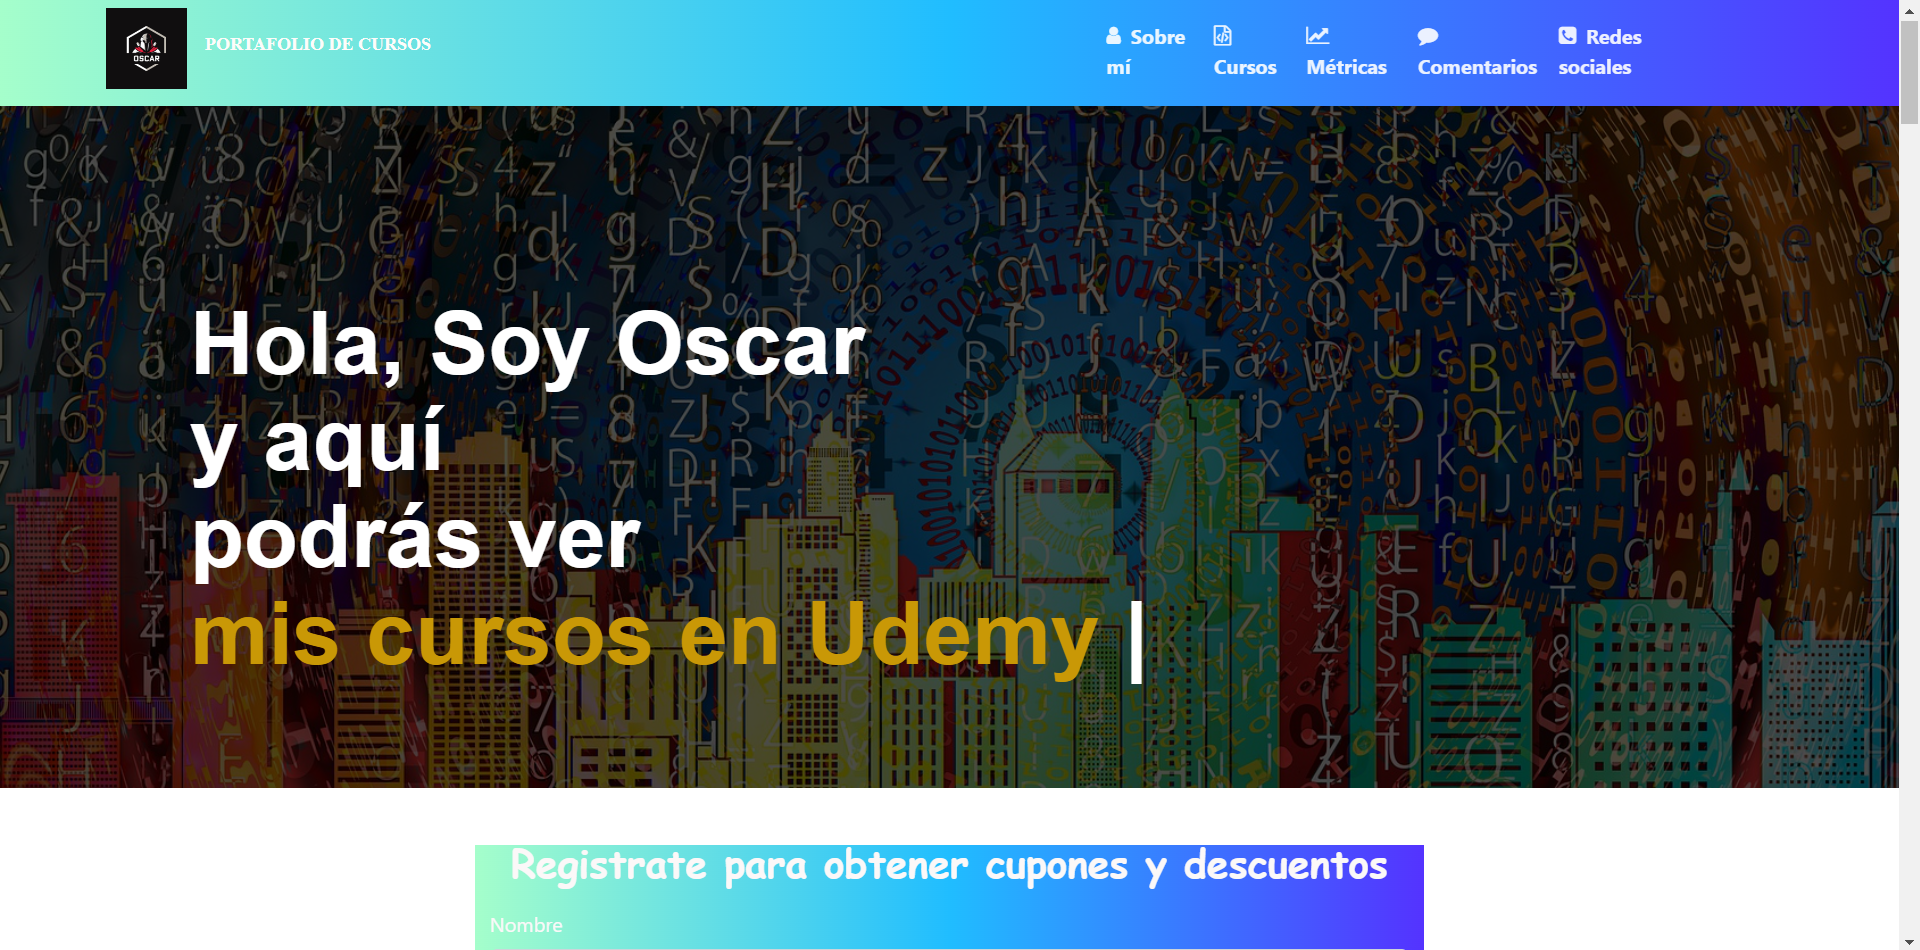 OSCAR
PORTAFOLIO DE CURSOS
Sobre mí
Cursos
Métricas
Comentarios
Redes sociales
Hola, Soy Oscar
y aquí
podrás ver
mis cursos en Udemy |
Registrate para obtener cupones y descuentos
Nombre